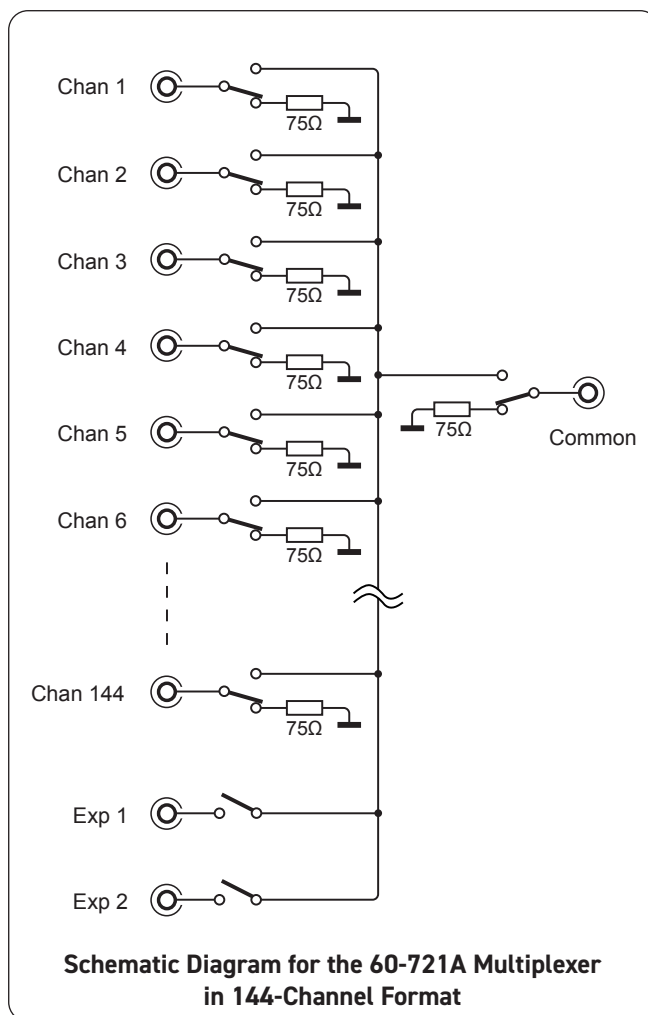 Chan 1
75Ω
Chan 2
75Ω
Chan 3
75Ω
Chan 4
75Ω
Chan 5
75Ω
75Ω
Common
Chan 6
75Ω
Chan 144
75Ω
Exp 1
Exp 2
Schematic Diagram for the 60-721A Multiplexer
in 144-Channel Format